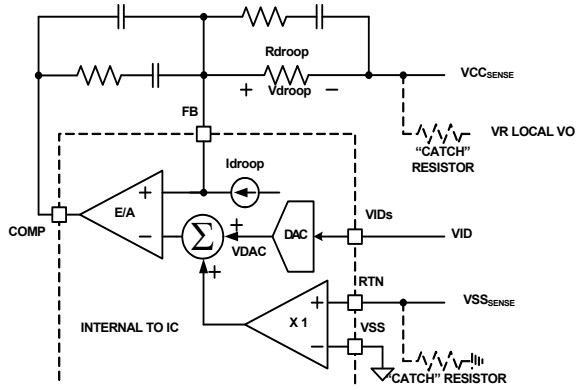 Rdroop
+ Vdroop −
VCCSENSE
FB
VR LOCAL VO
“CATCH”
RESISTOR
Idroop
+
E/A
−
COMP
Σ
+
VDAC
+
DAC
VIDs
VID
RTN
VSSSENSE
+
X 1
−
VSS
INTERNAL TO IC
“CATCH” RESISTOR